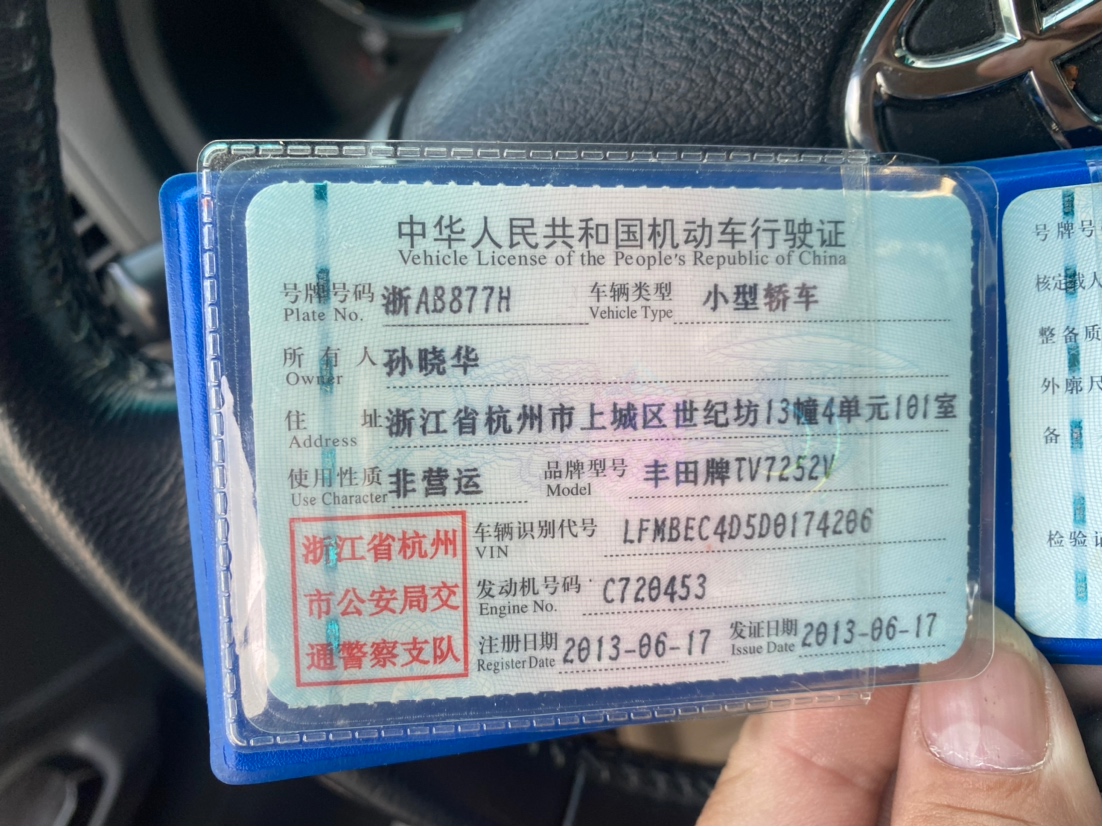 中华人民共和国机动车行驶证
Vehicle License of the People's Republic of China
号牌号码 浙AB877H 车辆类型 小型轿车
Plate No. Vehicle Type
所有人 孙晓华
Owner
住址 浙江省杭州市上城区世纪坊13幢4单元101室
Address
使用性质 非营运 品牌型号 丰田牌TV7252V
Use Character Model
浙江省杭州
市公安局交
通警察支队
车辆识别代号 LFMBEC4D5D0174206
VIN
发动机号码 C720453
Engine No.
注册日期 2013-06-17 发证日期 2013-06-17
Register Date Issue Date
号牌号
核定载人
整备质
外廓尺
备
检验记